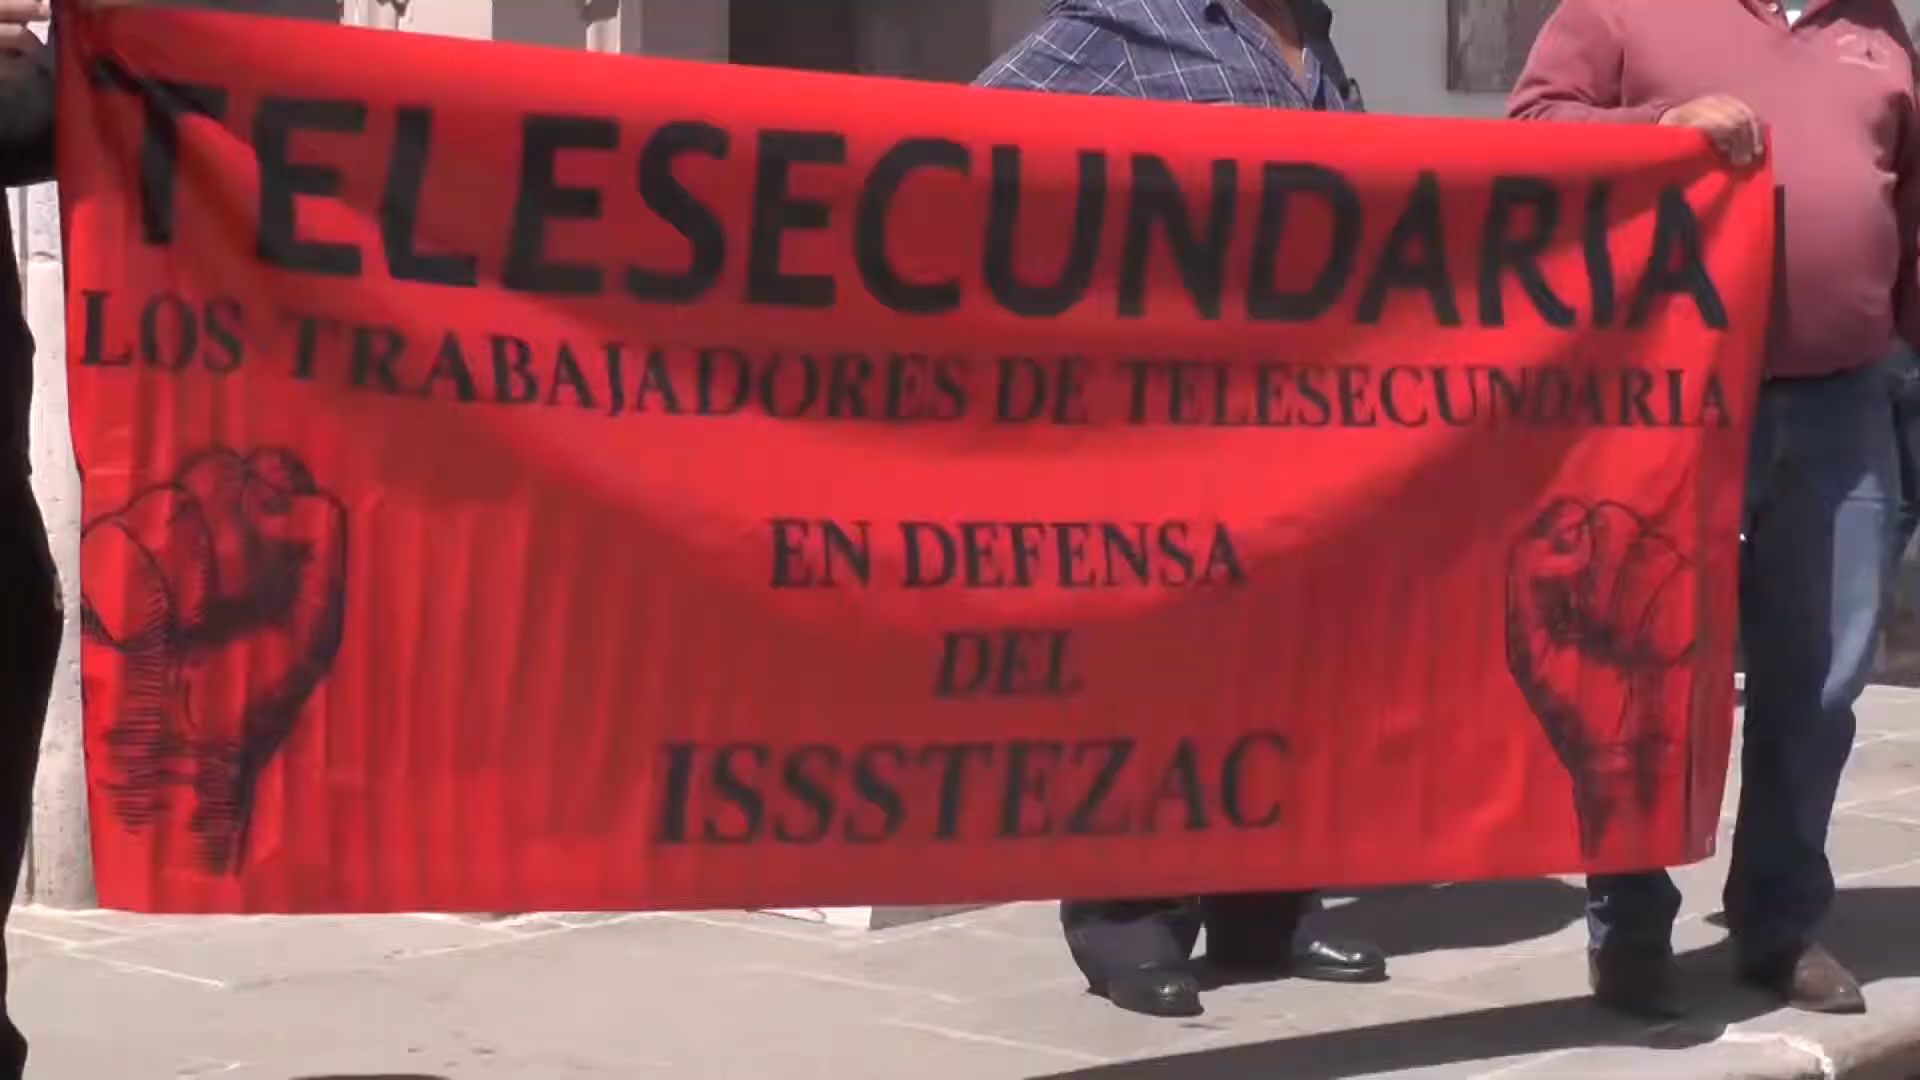 TELESECUNDARIA
LOS TRABAJADORES DE TELESECUNDARIA
EN DEFENSA
DEL
ISSSTEZAC